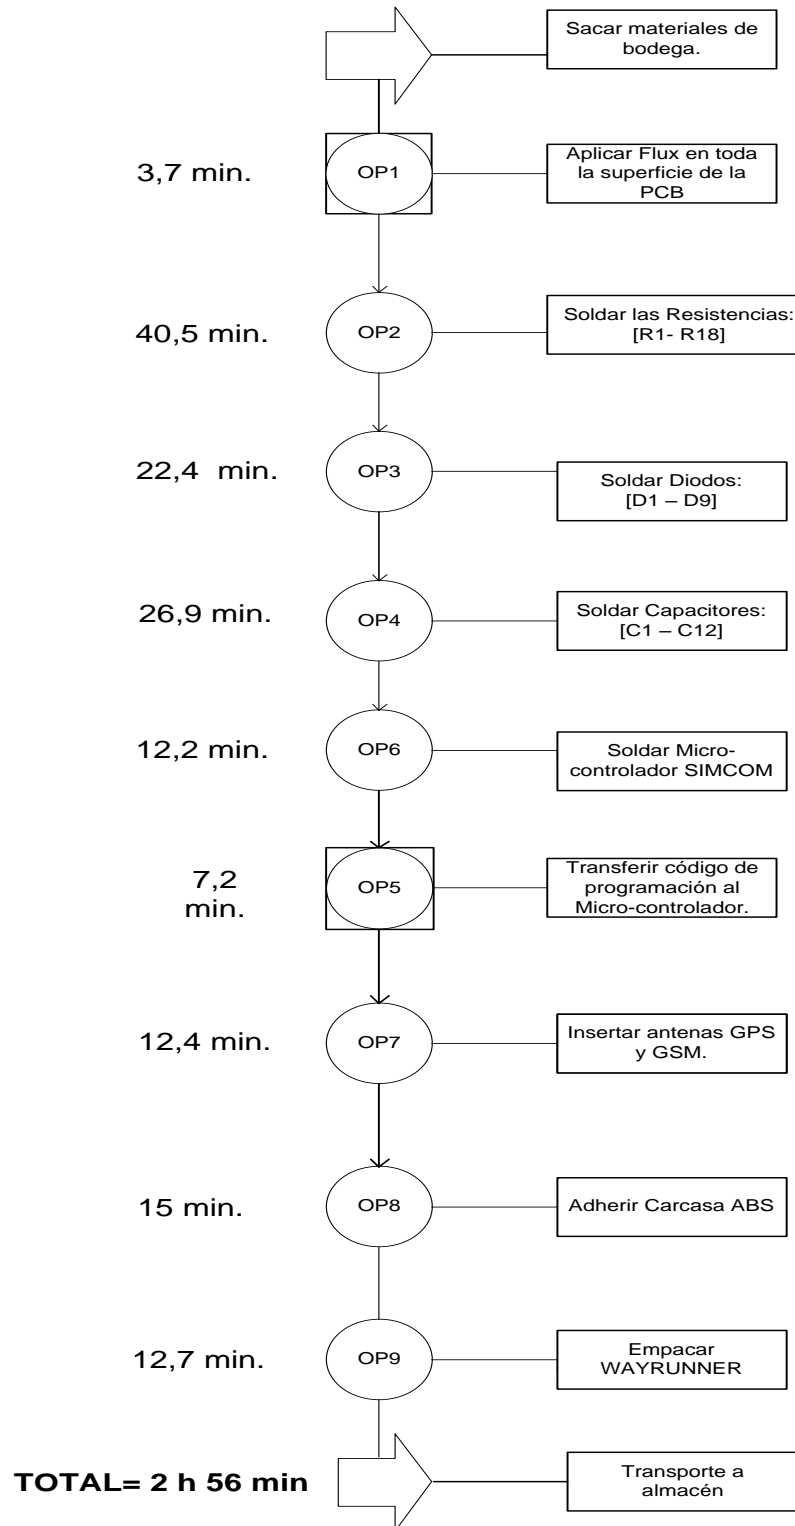 Sacar materiales de
bodega.
3,7 min.
OP1
Aplicar Flux en toda
la superficie de la
PCB
40,5 min.
OP2
Soldar las Resistencias:
[R1- R18]
22,4  min.
OP3
Soldar Diodos:
[D1 – D9]
26,9 min.
OP4
Soldar Capacitores:
[C1 – C12]
12,2 min.
OP6
Soldar Micro-
controlador SIMCOM
7,2
min.
OP5
Transferir código de
programación al
Micro-controlador.
12,4 min.
OP7
Insertar antenas GPS
y GSM.
15 min.
OP8
Adherir Carcasa ABS
12,7 min.
OP9
Empacar
WAYRUNNER
TOTAL= 2 h 56 min
Transporte a
almacén